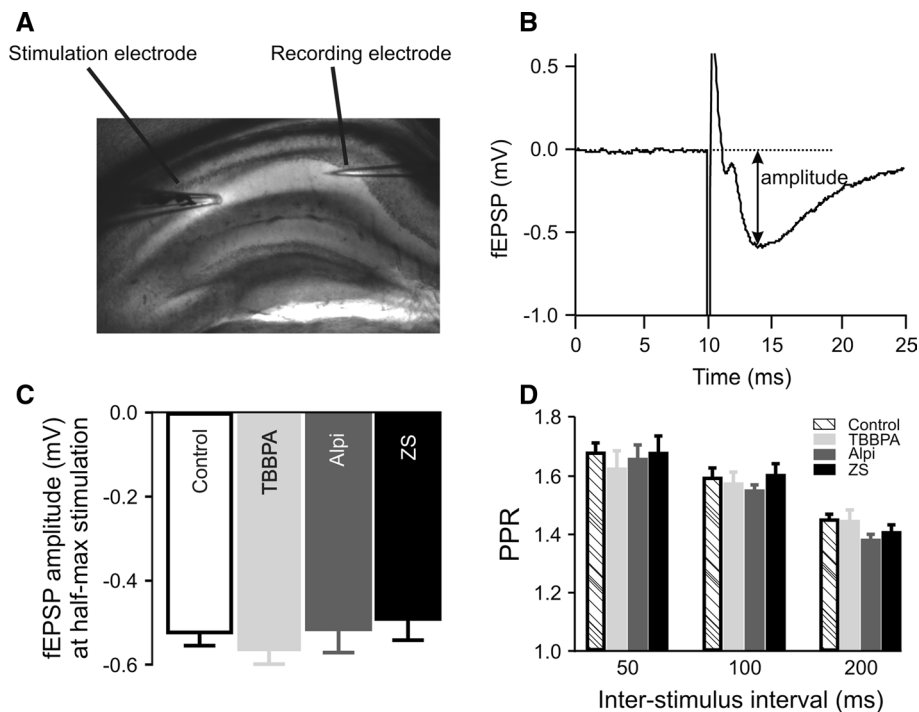 A
Stimulation electrode
Recording electrode
B
fEPSP (mV)
0.5
0.0
-0.5
-1.0
amplitude
0 5 10 15 20 25
Time (ms)
C
fEPSP amplitude (mV)
at half-max stimulation
0.0
-0.2
-0.4
-0.6
Control
TBBPA
Alpi
ZS
D
PPR
1.8
1.6
1.4
1.2
1.0
Control
TBBPA
Alpi
ZS
50 100 200
Inter-stimulus interval (ms)